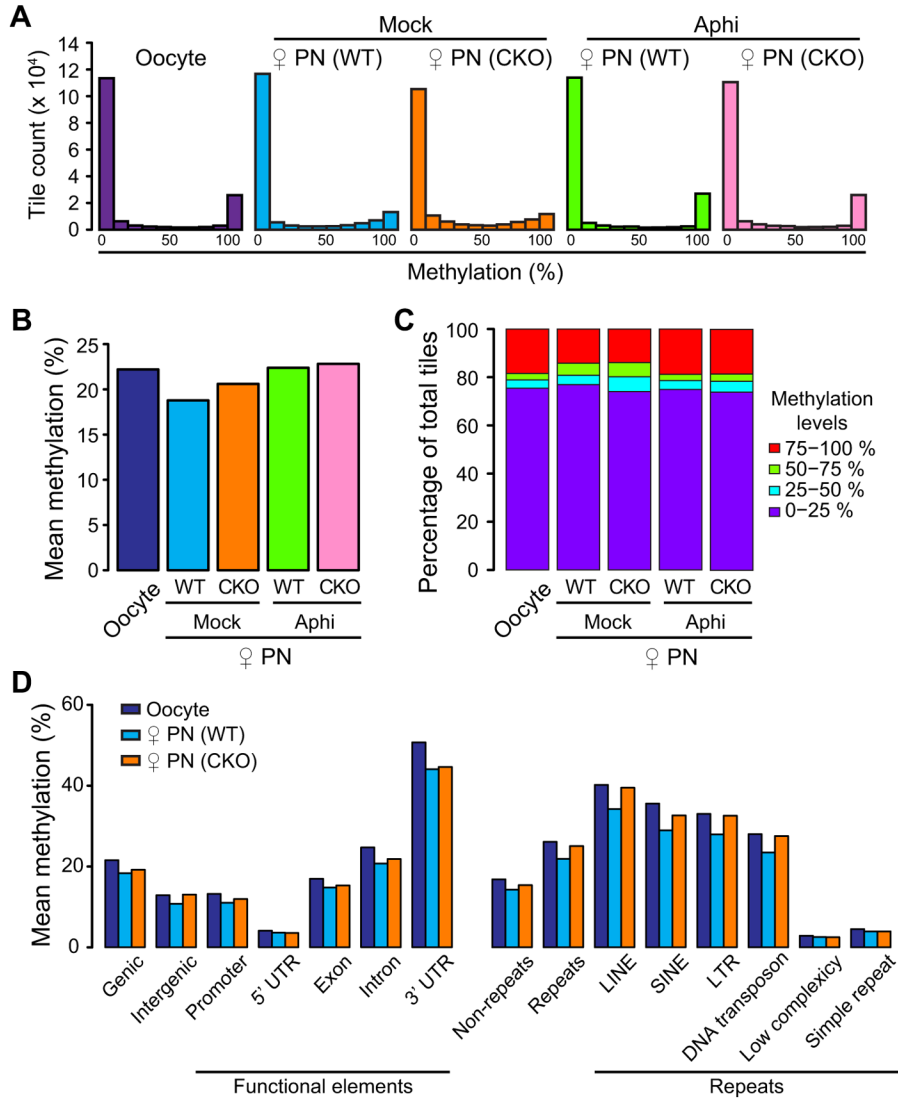 A
Mock
Aphi
Oocyte
♀ PN (WT)
♀ PN (CKO)
♀ PN (WT)
♀ PN (CKO)
Tile count (x 10⁴)
14
12
10
8
6
4
2
0
0 50 100
0 50 100
0 50 100
0 50 100
0 50 100
Methylation (%)
B
Mean methylation (%)
25
20
15
10
5
0
Oocyte
WT CKO WT CKO
Mock Aphi
♀ PN
C
Percentage of total tiles
100
80
60
40
20
0
Oocyte
WT CKO WT CKO
Mock Aphi
♀ PN
Methylation
levels
75−100 %
50−75 %
25−50 %
0−25 %
D
Mean methylation (%)
60
40
20
0
Oocyte
♀ PN (WT)
♀ PN (CKO)
Genic
Intergenic
Promoter
5’ UTR
Exon
Intron
3’ UTR
Non-repeats
Repeats
LINE
SINE
LTR
DNA transposon
Low complexicy
Simple repeat
Functional elements
Repeats